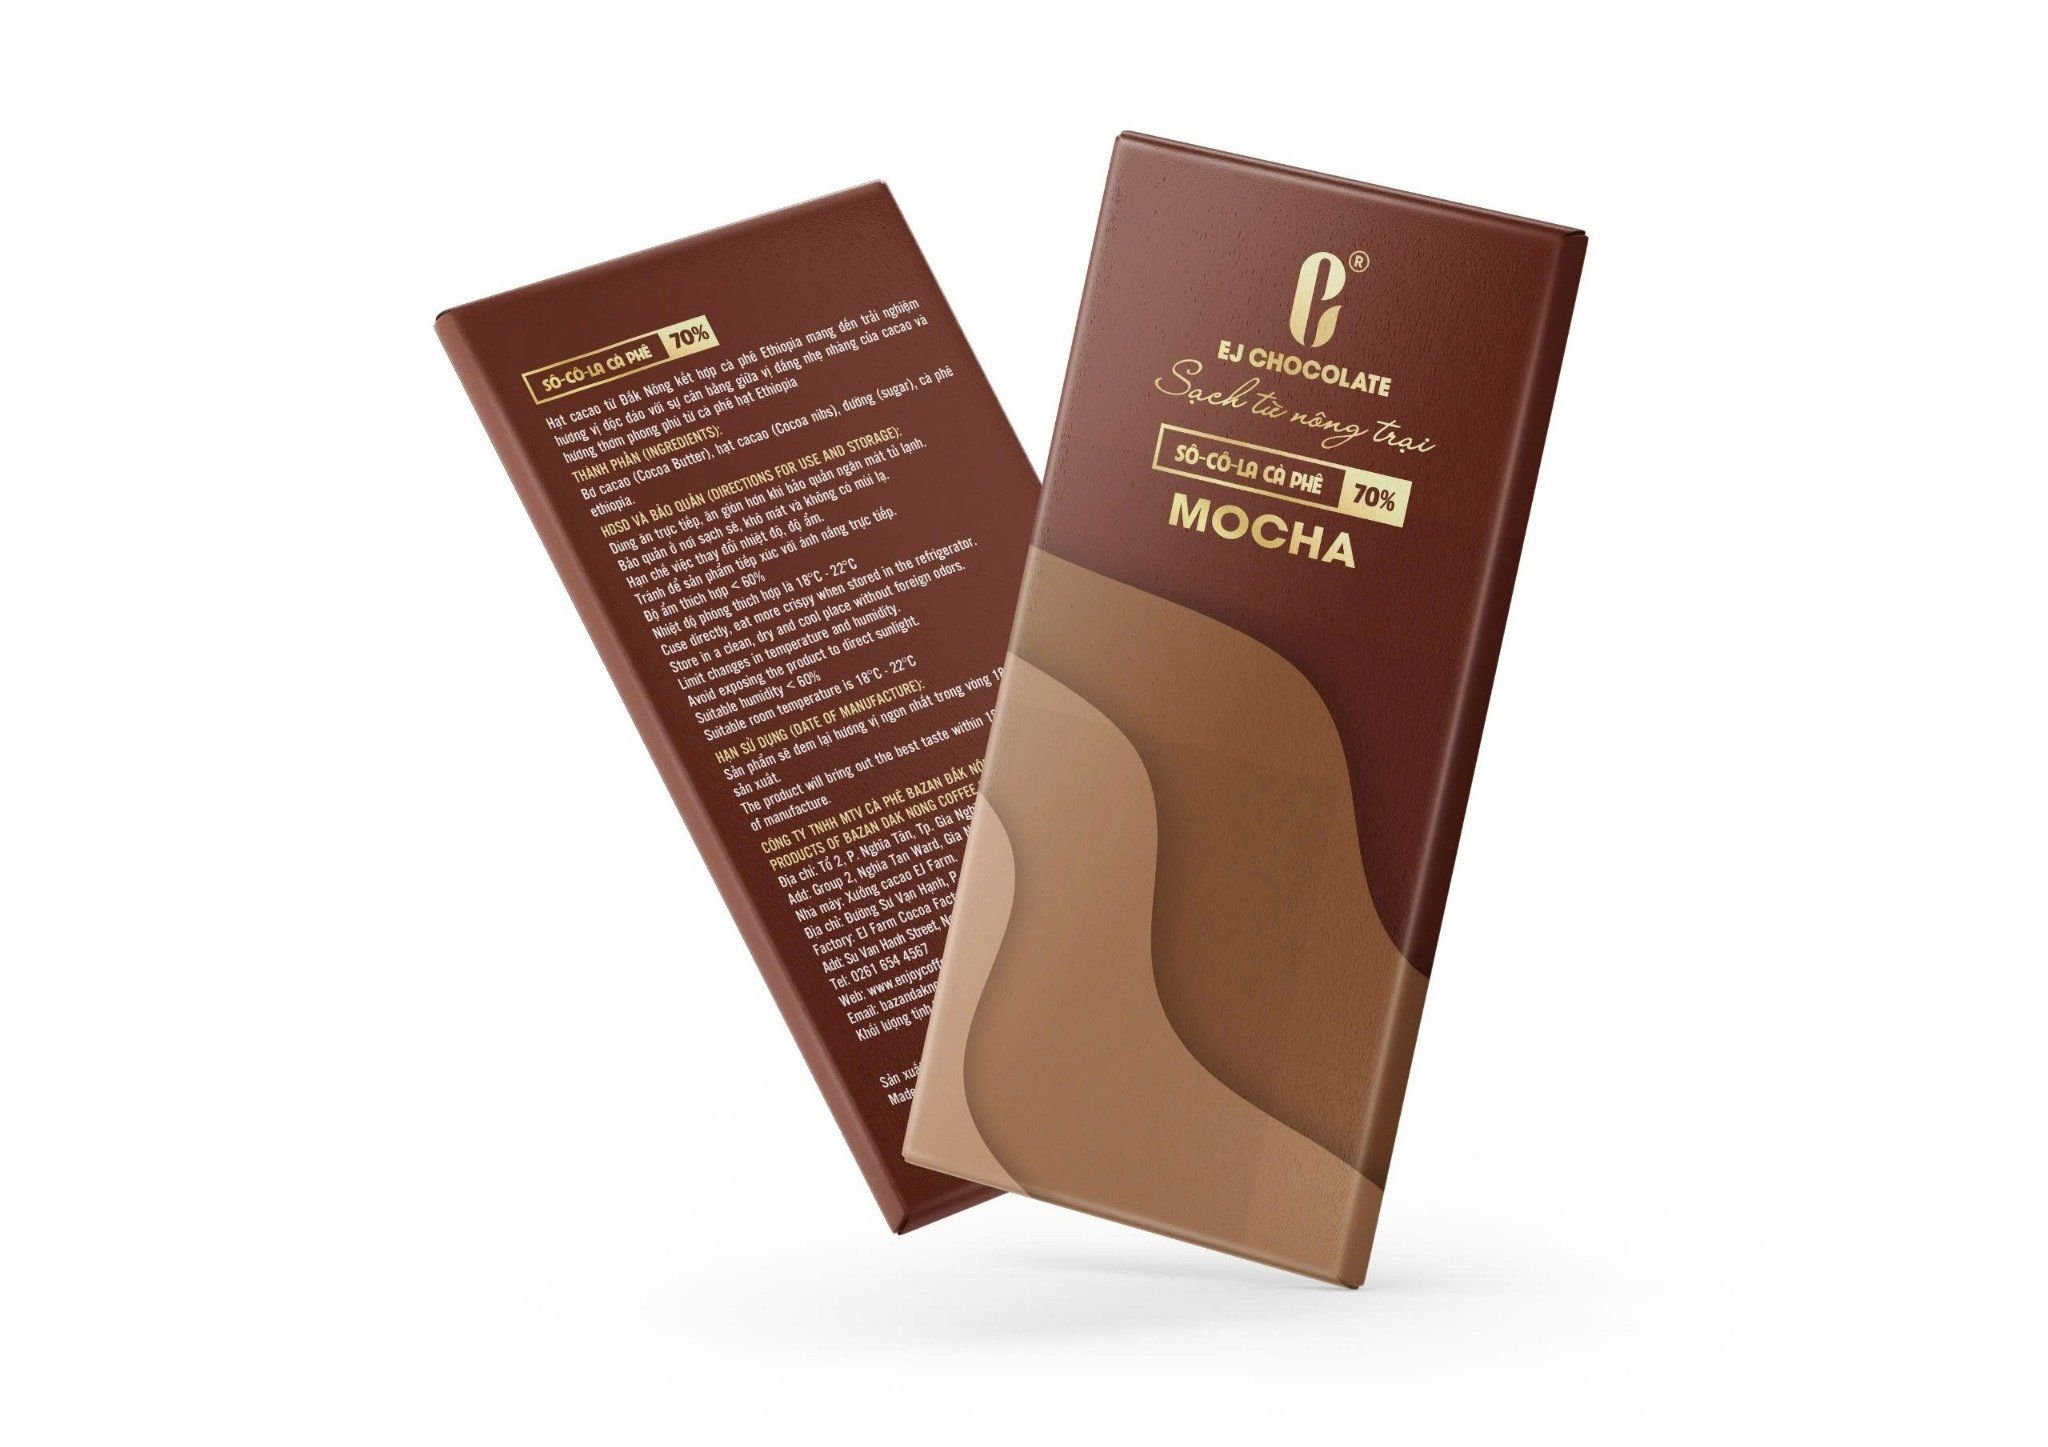 SÔ-CÔ-LA CÀ PHÊ 70%
Hạt cacao từ Đắk Nông kết hợp cà phê Ethiopia mang đến trải nghiệm
hương vị độc đáo với sự cân bằng giữa vị đắng nhẹ nhàng của cacao và
hương thơm phong phú từ cà phê hạt Ethiopia
THÀNH PHẦN (INGREDIENTS):
Bơ cacao (Cocoa Butter), hạt cacao (Cocoa nibs), đường (sugar), cà phê
ethiopia.
HDSD VÀ BẢO QUẢN (DIRECTIONS FOR USE AND STORAGE):
Dùng ăn trực tiếp, ăn giòn hơn khi bảo quản ngăn mát tủ lạnh.
Bảo quản ở nơi sạch sẽ, khô mát và không có mùi lạ.
Hạn chế việc thay đổi nhiệt độ, độ ẩm.
Tránh để sản phẩm tiếp xúc với ánh nắng trực tiếp.
Độ ẩm thích hợp < 60%
Nhiệt độ phòng thích hợp là 18°C - 22°C
Cuse directly, eat more crispy when stored in the refrigerator.
Store in a clean, dry and cool place without foreign odors.
Limit changes in temperature and humidity.
Avoid exposing the product to direct sunlight.
Suitable humidity < 60%
Suitable room temperature is 18°C - 22°C
HẠN SỬ DỤNG (DATE OF MANUFACTURE):
Sản phẩm sẽ đem lại hương vị ngon nhất trong vòng 18
sản xuất.
The product will bring out the best taste within 18
of manufacture.
CÔNG TY TNHH MTV CÀ PHÊ BAZAN ĐẮK NÔ
PRODUCTS OF BAZAN DAK NONG COFFEE
Địa chỉ: Tổ 2, P. Nghĩa Tân, Tp. Gia Ngh
Add: Group 2, Nghia Tan Ward, Gia N
Nhà máy: Xưởng cacao EJ Farm.
Địa chỉ: Đường Sư Vạn Hạnh, P.
Factory: EJ Farm Cocoa Fact
Add: Su Van Hanh Street, N
Tel: 0261 654 4567
Web: www.enjoycoff
Email: bazandakno
Khối lượng tịnh
Sản xuấ
Made
EJ CHOCOLATE
Sạch từ nông trại
SÔ-CÔ-LA CÀ PHÊ 70%
MOCHA